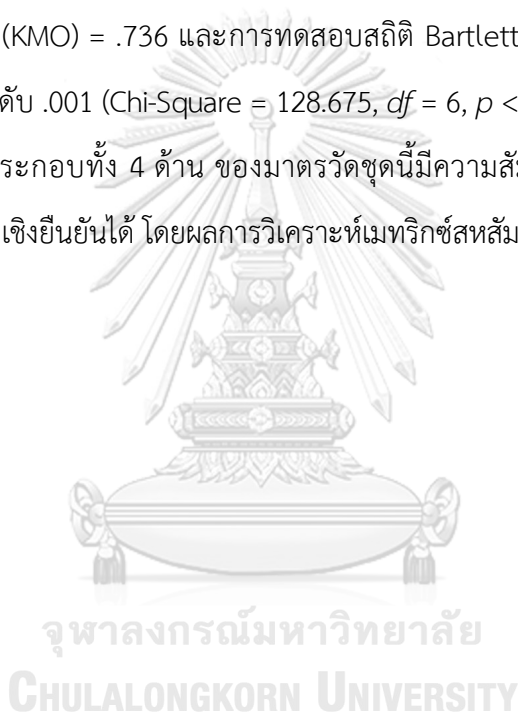 (KMO) = .736 และการทดสอบสถิติ Bartlett
ดับ .001 (Chi-Square = 128.675, df = 6, p <
ระกอบทั้ง 4 ด้าน ของมาตรวัดชุดนี้มีความสั
เชิงยืนยันได้ โดยผลการวิเคราะห์เมทริกซ์สหสัม
จุฬาลงกรณ์มหาวิทยาลัย
CHULALONGKORN UNIVERSITY